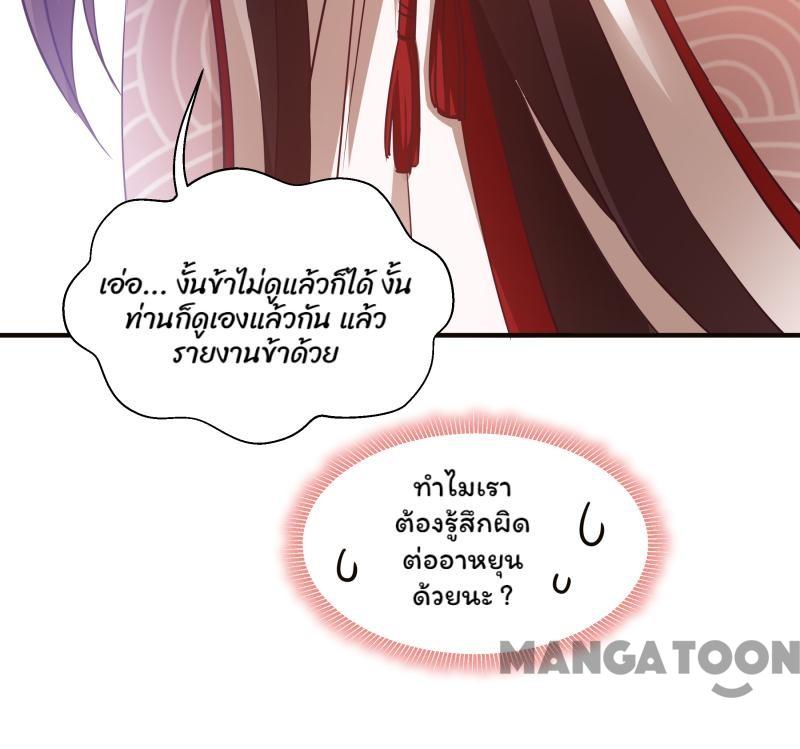 เอ่อ... งั้นข้าไม่ดูแล้วก็ได้ งั้น
ท่านก็ดูเองแล้วกัน แล้ว
รายงานข้าด้วย
ทำไมเรา
ต้องรู้สึกผิด
ต่ออาหยุน
ด้วยนะ ?
MANGATOON